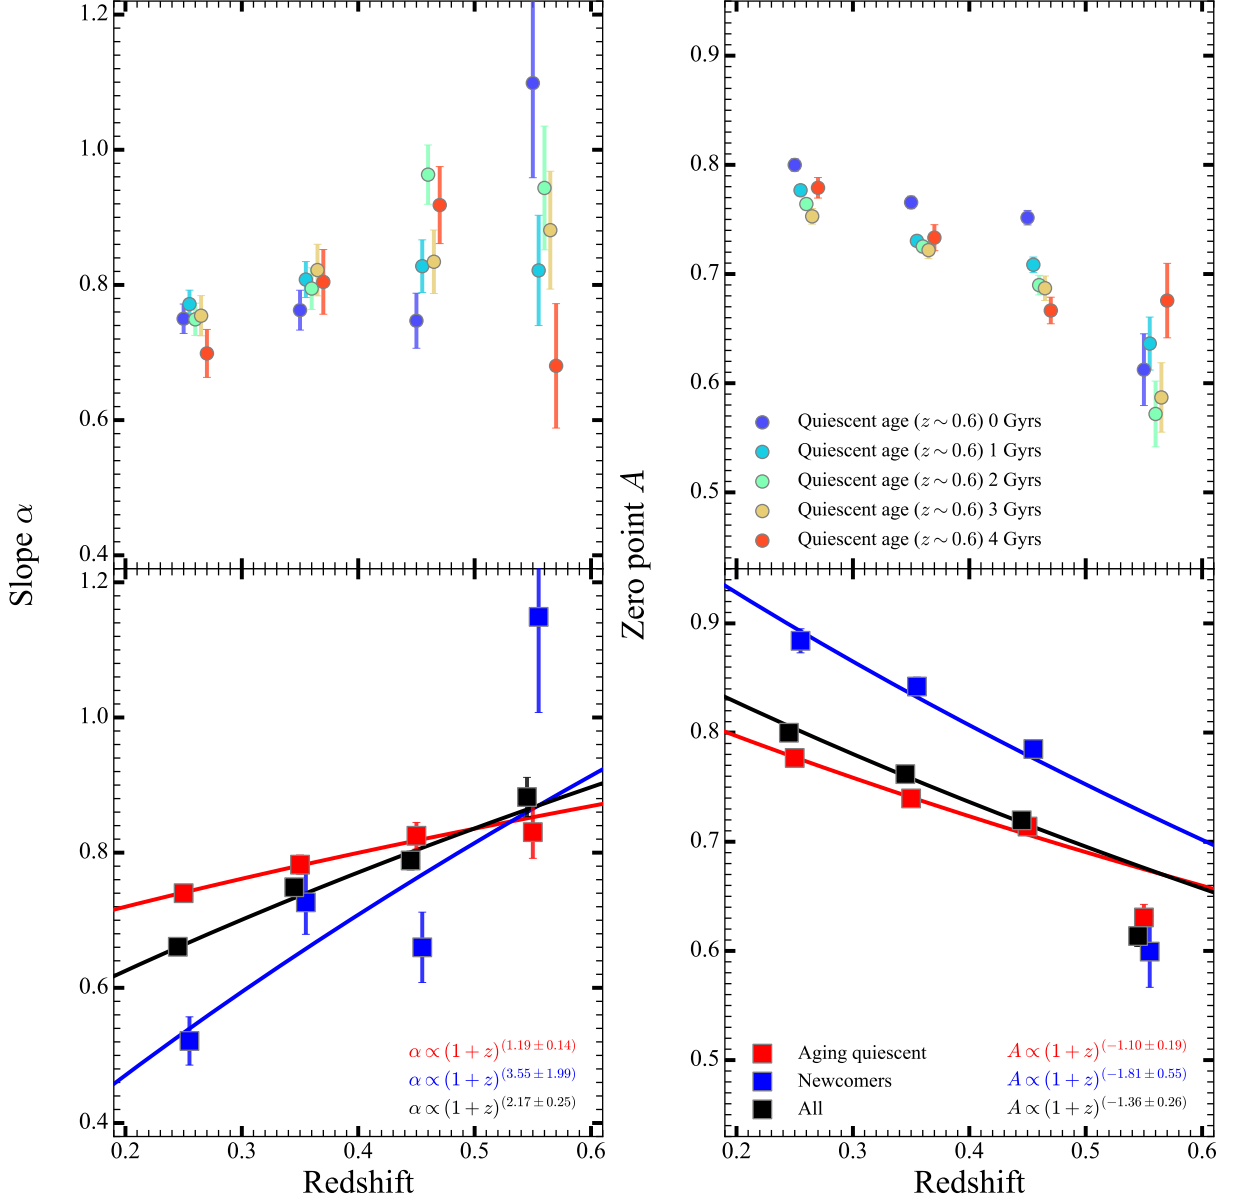 1.2
1.0
0.8
0.6
0.4
Slope α
0.9
0.8
0.7
0.6
0.5
Zero point A
Quiescent age (z ∼ 0.6) 0 Gyrs
Quiescent age (z ∼ 0.6) 1 Gyrs
Quiescent age (z ∼ 0.6) 2 Gyrs
Quiescent age (z ∼ 0.6) 3 Gyrs
Quiescent age (z ∼ 0.6) 4 Gyrs
1.2
1.0
0.8
0.6
0.4
α ∝ (1 + z)^(1.19 ± 0.14)
α ∝ (1 + z)^(3.55 ± 1.99)
α ∝ (1 + z)^(2.17 ± 0.25)
0.2 0.3 0.4 0.5 0.6
Redshift
0.9
0.8
0.7
0.6
0.5
Aging quiescent A ∝ (1 + z)^(−1.10 ± 0.19)
Newcomers A ∝ (1 + z)^(−1.81 ± 0.55)
All A ∝ (1 + z)^(−1.36 ± 0.26)
0.2 0.3 0.4 0.5 0.6
Redshift